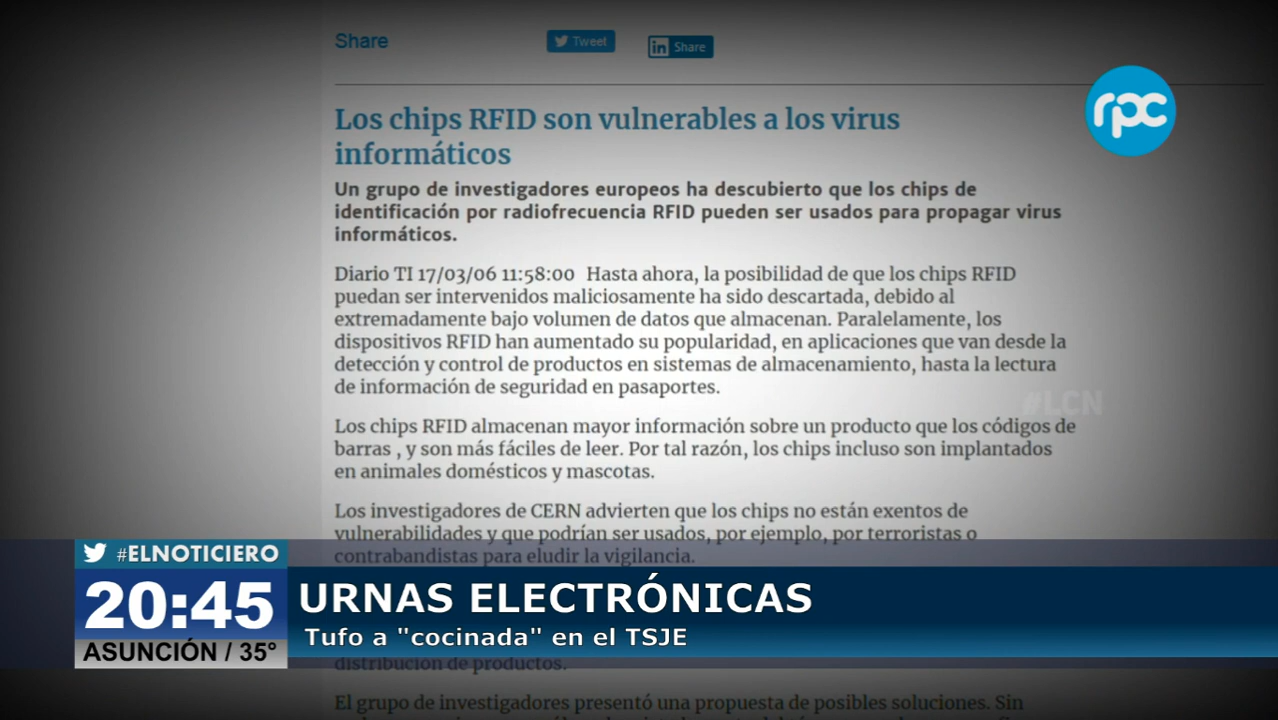 Share
Tweet
in Share
rpc
Los chips RFID son vulnerables a los virus
informáticos
Un grupo de investigadores europeos ha descubierto que los chips de
identificación por radiofrecuencia RFID pueden ser usados para propagar virus
informáticos.
Diario TI 17/03/06 11:58:00 Hasta ahora, la posibilidad de que los chips RFID
puedan ser intervenidos maliciosamente ha sido descartada, debido al
extremadamente bajo volumen de datos que almacenan. Paralelamente, los
dispositivos RFID han aumentado su popularidad, en aplicaciones que van desde la
detección y control de productos en sistemas de almacenamiento, hasta la lectura
de información de seguridad en pasaportes.
#LCN
Los chips RFID almacenan mayor información sobre un producto que los códigos de
barras , y son más fáciles de leer. Por tal razón, los chips incluso son implantados
en animales domésticos y mascotas.
Los investigadores de CERN advierten que los chips no están exentos de
vulnerabilidades y que podrían ser usados, por ejemplo, por terroristas o
contrabandistas para eludir la vigilancia.
#ELNOTICIERO
20:45
ASUNCIÓN / 35°
URNAS ELECTRÓNICAS
Tufo a "cocinada" en el TSJE
distribución de productos.
El grupo de investigadores presentó una propuesta de posibles soluciones. Sin